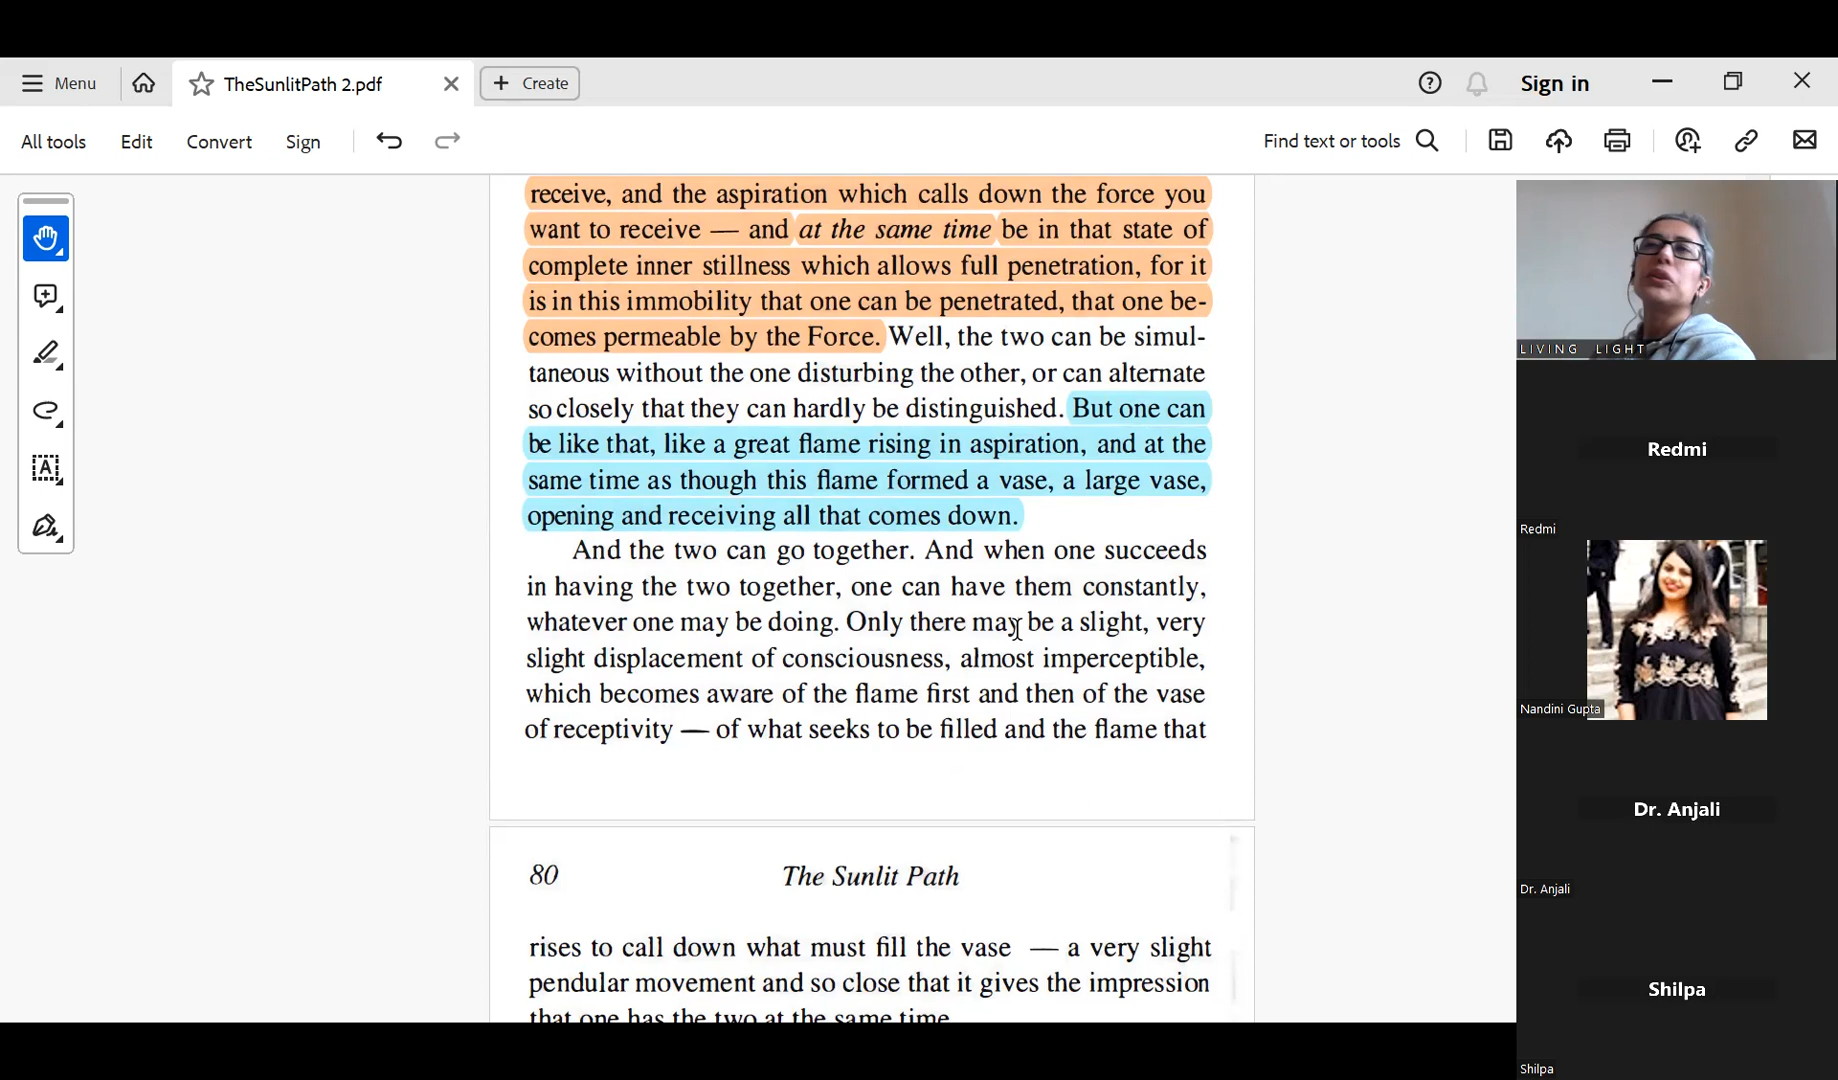 Menu
TheSunlitPath 2.pdf
Create
Sign in
All tools
Edit
Convert
Sign
Find text or tools
receive, and the aspiration which calls down the force you
want to receive — and at the same time be in that state of
complete inner stillness which allows full penetration, for it
is in this immobility that one can be penetrated, that one be-
comes permeable by the Force. Well, the two can be simul-
taneous without the one disturbing the other, or can alternate
so closely that they can hardly be distinguished. But one can
be like that, like a great flame rising in aspiration, and at the
same time as though this flame formed a vase, a large vase,
opening and receiving all that comes down.
And the two can go together. And when one succeeds
in having the two together, one can have them constantly,
whatever one may be doing. Only there may be a slight, very
slight displacement of consciousness, almost imperceptible,
which becomes aware of the flame first and then of the vase
of receptivity — of what seeks to be filled and the flame that
80
The Sunlit Path
rises to call down what must fill the vase — a very slight
pendular movement and so close that it gives the impression
that one has the two at the same time.
LIVING LIGHT
Redmi
Redmi
Nandini Gupta
Dr. Anjali
Dr. Anjali
Shilpa
Shilpa